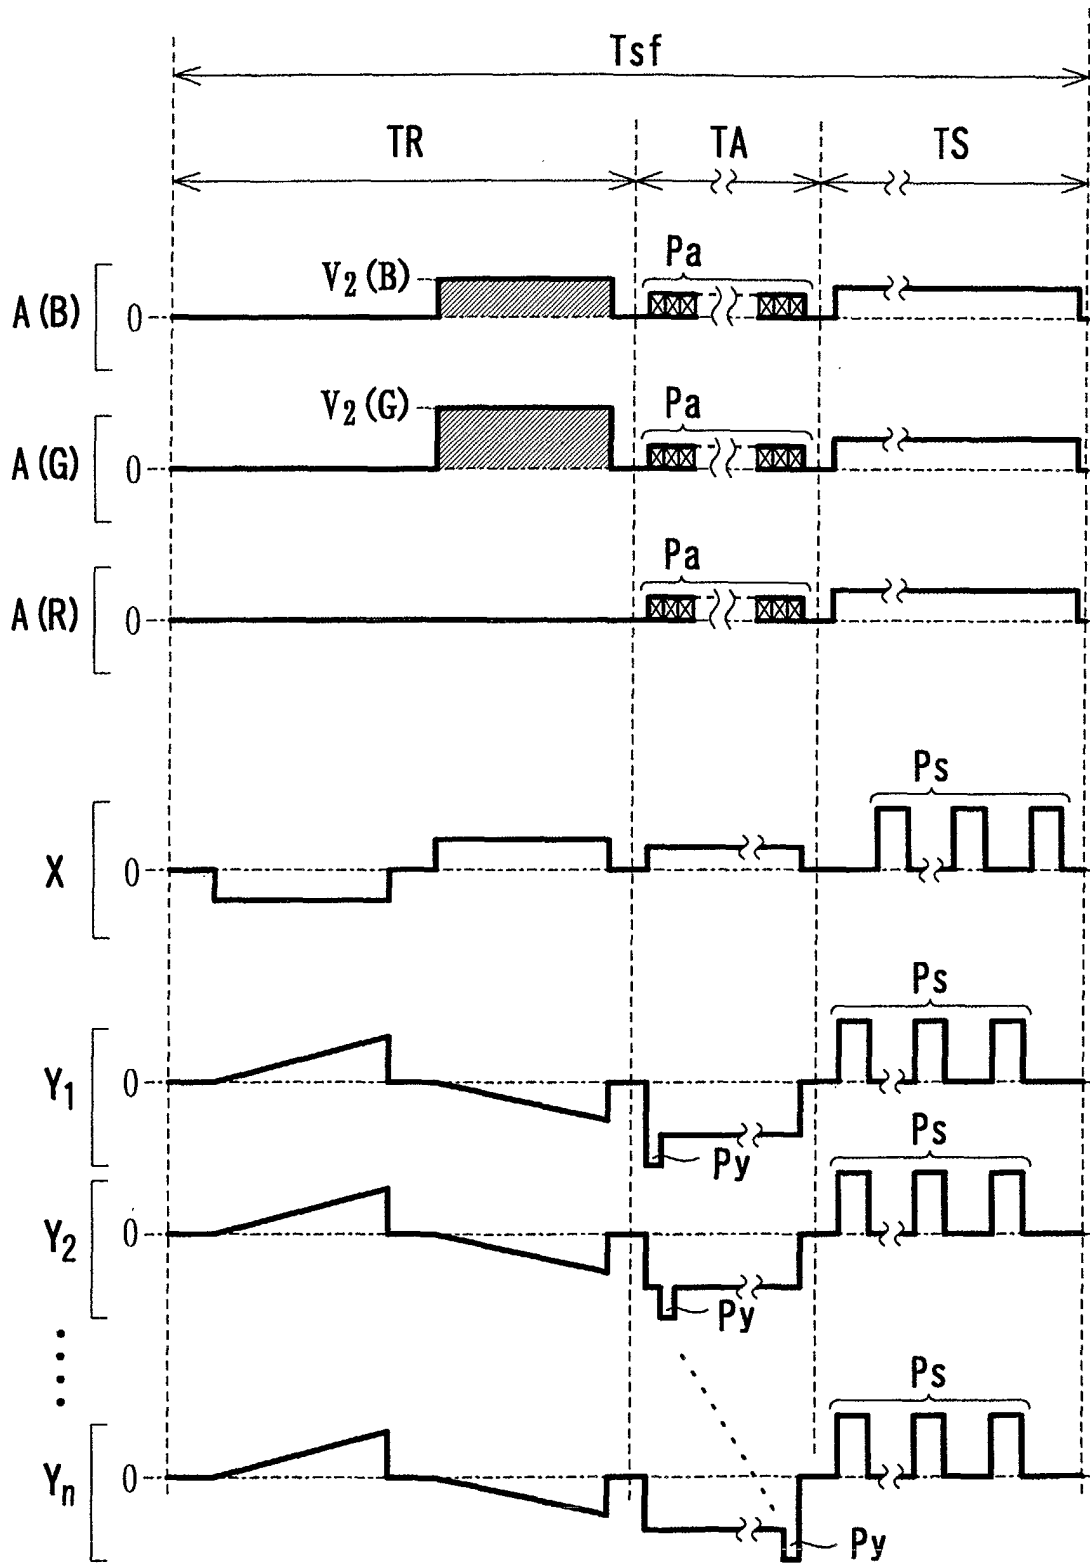 Tsf
TR TA TS
Pa
V2(B)
A(B) 0
Pa
V2(G)
A(G) 0
Pa
A(R) 0
Ps
X 0
Ps
Y1 0
Py
Ps
Y2 0
Py
Ps
Yn 0
Py